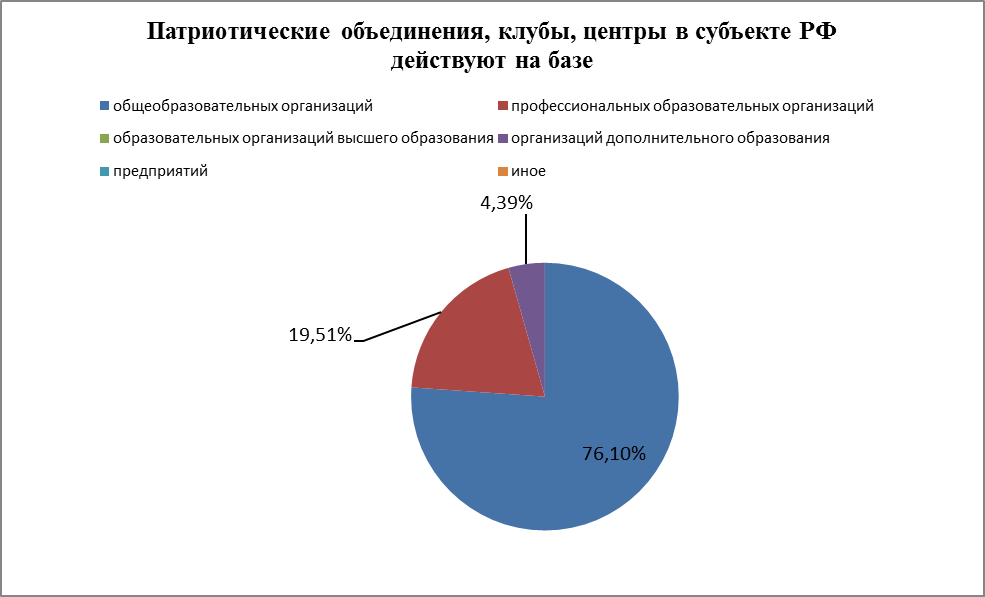 Патриотические объединения, клубы, центры в субъекте РФ
действуют на базе
общеобразовательных организаций
профессиональных образовательных организаций
образовательных организаций высшего образования
организаций дополнительного образования
предприятий
иное
4,39%
19,51%
76,10%